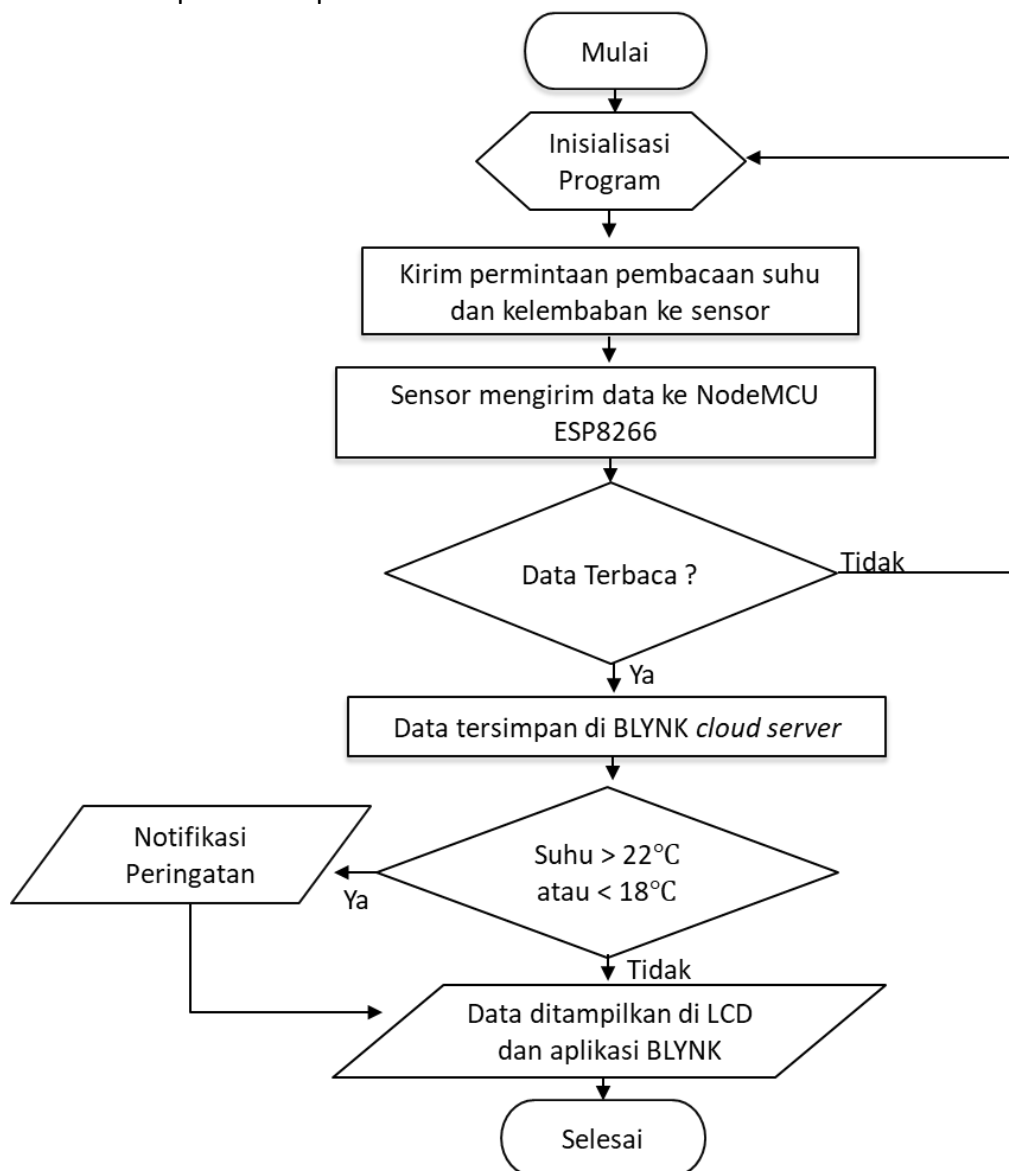 Mulai
Inisialisasi
Program
Kirim permintaan pembacaan suhu
dan kelembaban ke sensor
Sensor mengirim data ke NodeMCU
ESP8266
Data Terbaca ?
Tidak
Ya
Data tersimpan di BLYNK cloud server
Suhu > 22°C
atau < 18°C
Ya
Notifikasi
Peringatan
Tidak
Data ditampilkan di LCD
dan aplikasi BLYNK
Selesai